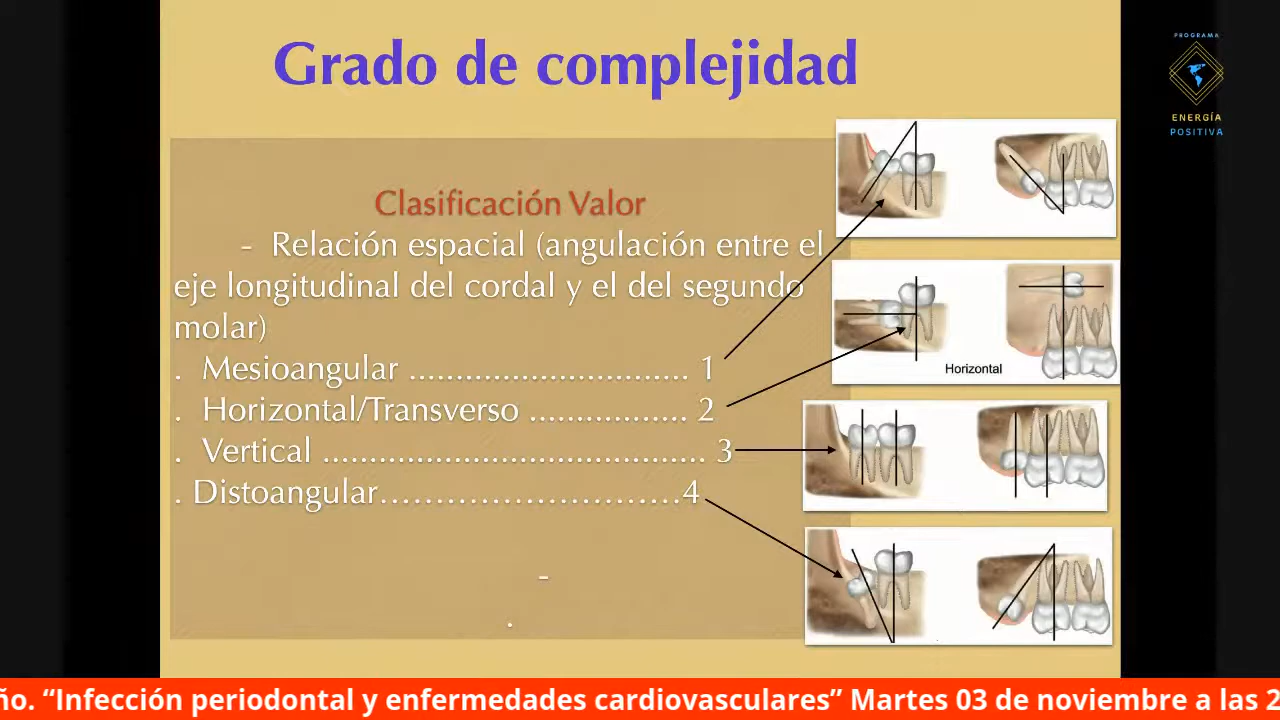 Grado de complejidad
PROGRAMA
ENERGÍA
POSITIVA
Clasificación Valor
- Relación espacial (angulación entre el
eje longitudinal del cordal y el del segundo
molar)
. Mesioangular .............................. 1
. Horizontal/Transverso ................. 2
. Vertical ......................................... 3
. Distoangular...........................4
-
.
Horizontal
ño. “Infección periodontal y enfermedades cardiovasculares” Martes 03 de noviembre a las 2